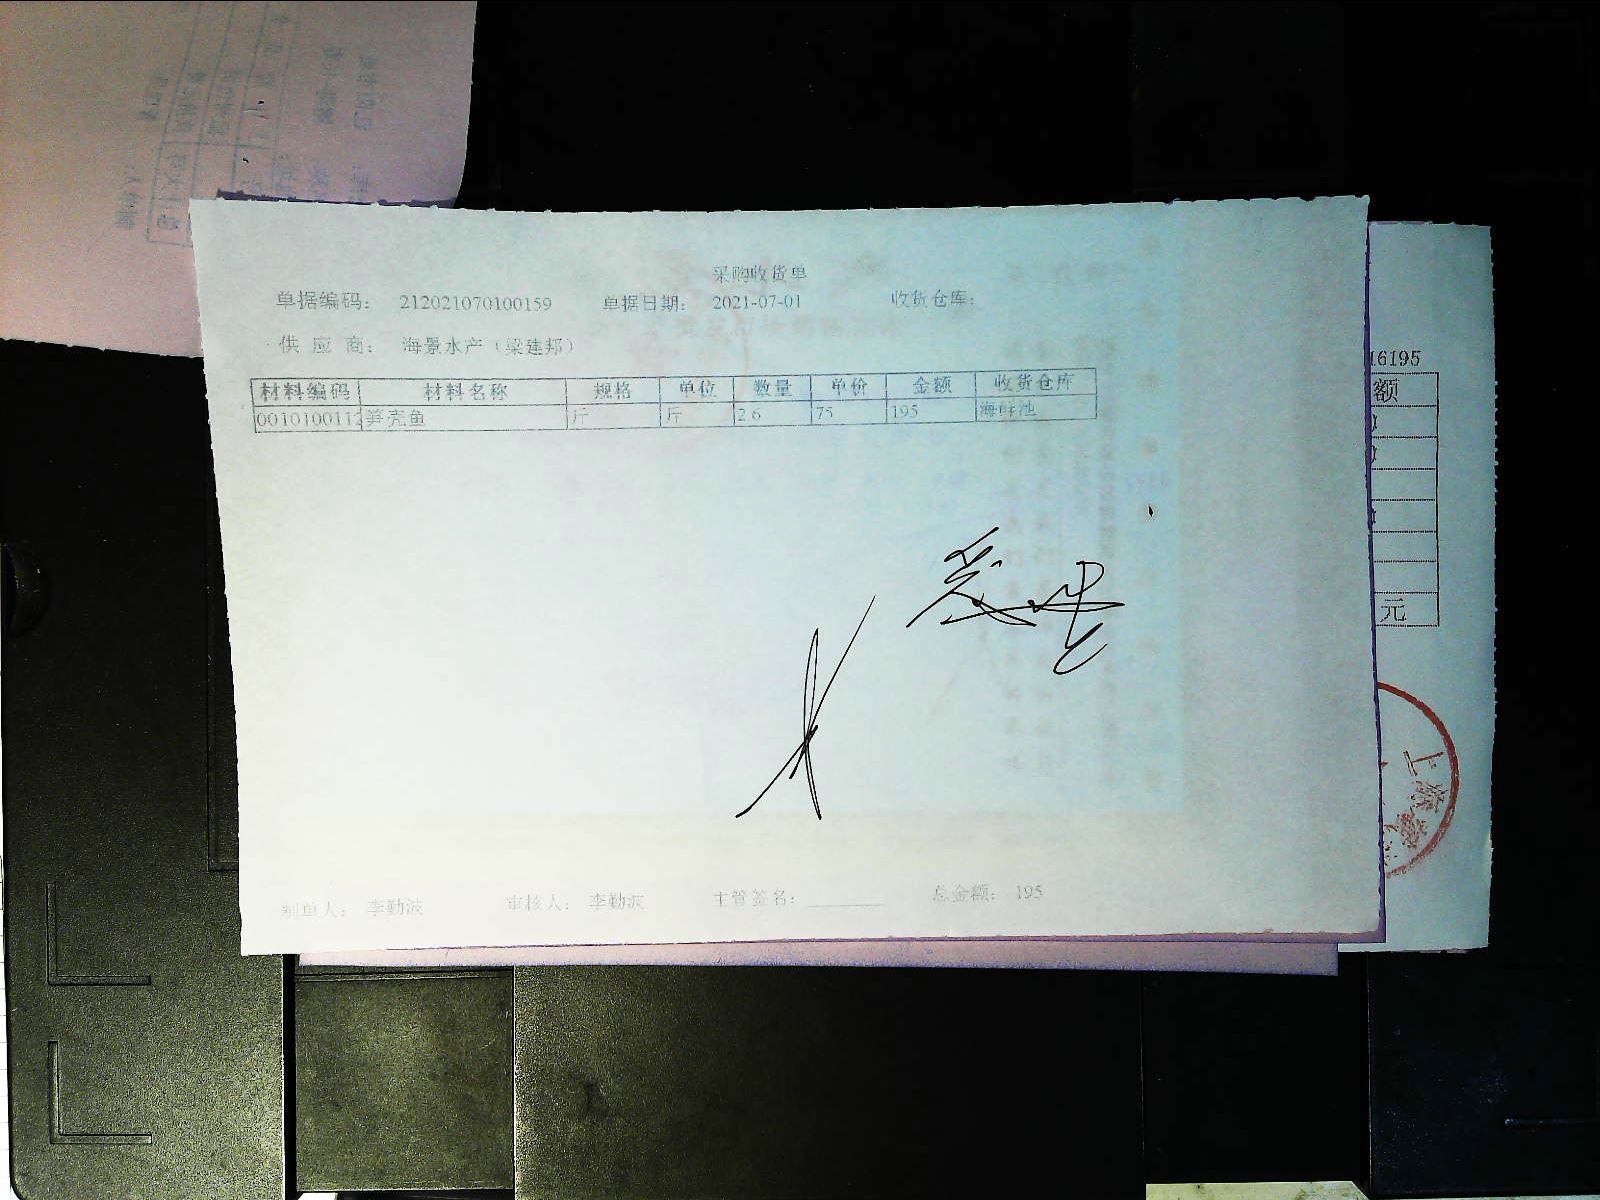 采购收货单
单据编码： 212021070100159 单据日期： 2021-07-01 收货仓库：
供 应 商： 海景水产（梁建邦）
材料编码 材料名称 规格 单位 数量 单价 金额 收货仓库
0010100112 笋壳鱼 斤 斤 2.6 75 195 海鲜池
制单人： 李勤波 审核人： 李勤波 主管签名： 总金额： 195
16195
额
元
上海